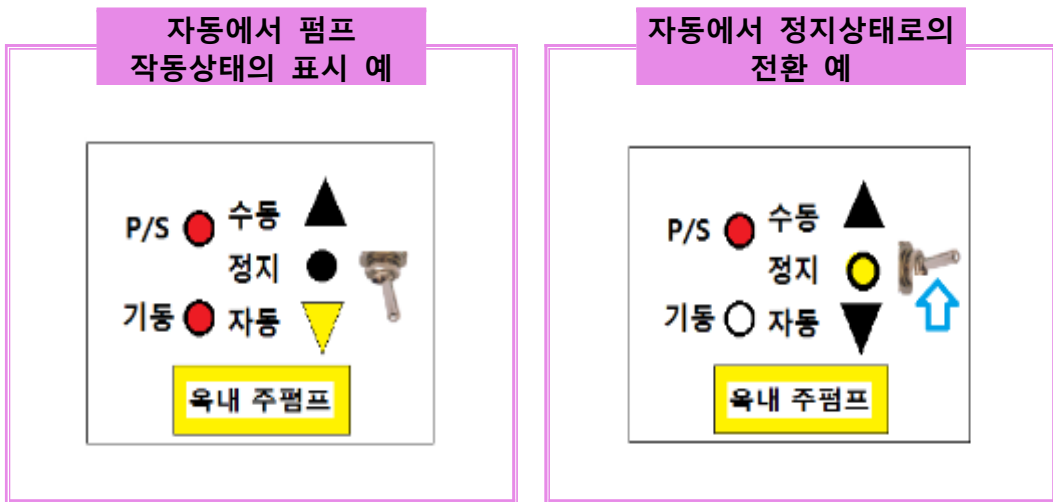 자동에서 펌프
작동상태의 표시 예
P/S
수동
정지
기동
자동
옥내 주펌프
자동에서 정지상태로의
전환 예
P/S
수동
정지
기동
자동
옥내 주펌프